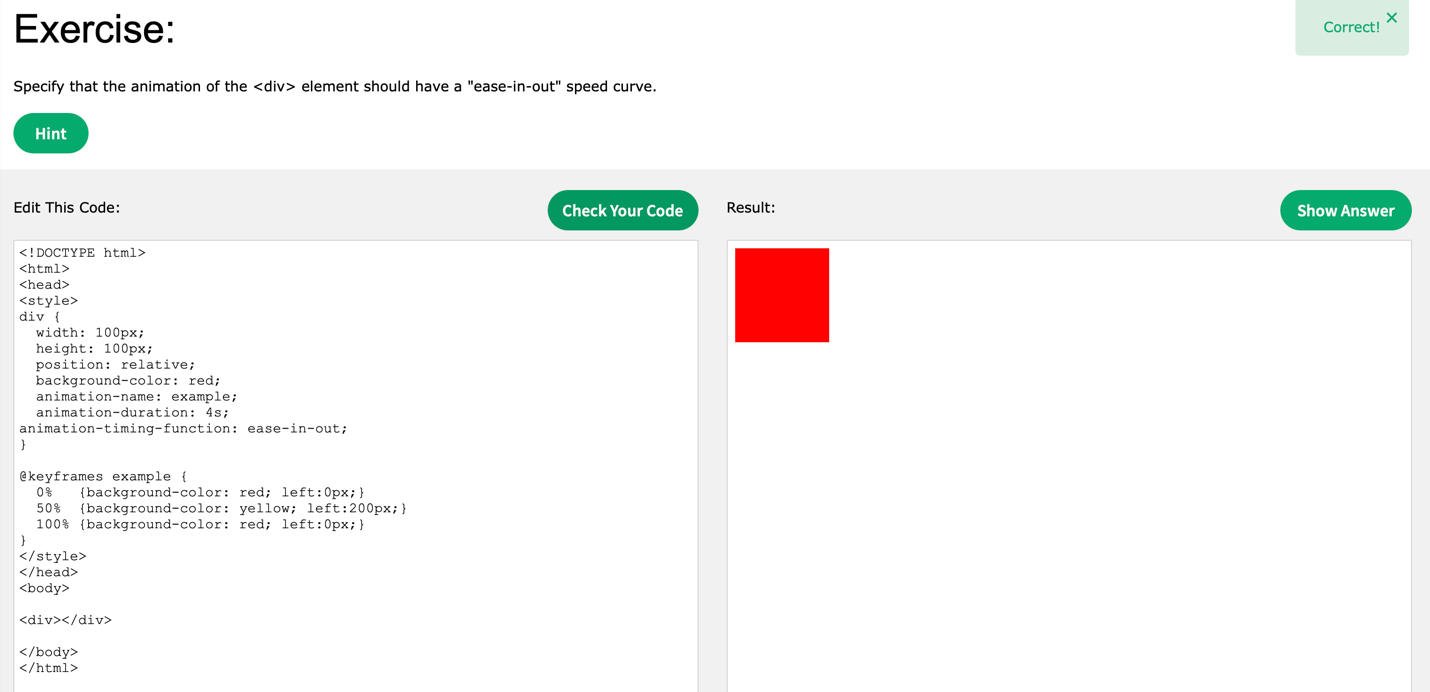 Exercise:
Correct!
×
Specify that the animation of the <div> element should have a "ease-in-out" speed curve.
Hint
Edit This Code:
Check Your Code
<!DOCTYPE html>
<html>
<head>
<style>
div {
  width: 100px;
  height: 100px;
  position: relative;
  background-color: red;
  animation-name: example;
  animation-duration: 4s;
animation-timing-function: ease-in-out;
}

@keyframes example {
  0%   {background-color: red; left:0px;}
  50%  {background-color: yellow; left:200px;}
  100% {background-color: red; left:0px;}
}
</style>
</head>
<body>

<div></div>

</body>
</html>
Result:
Show Answer